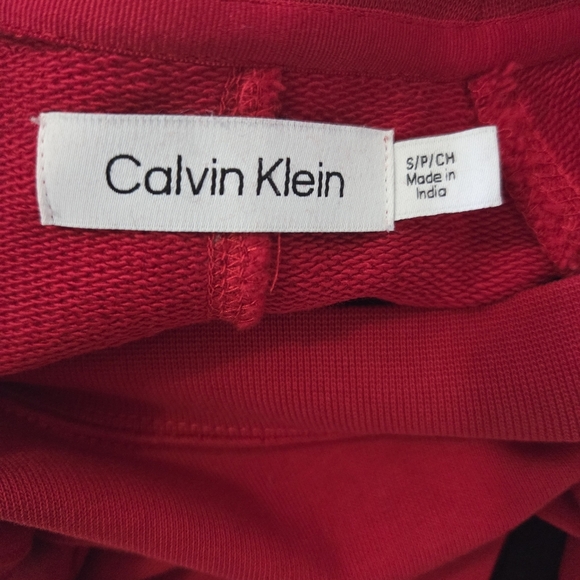 Calvin Klein
S/P/CH
Made in
India